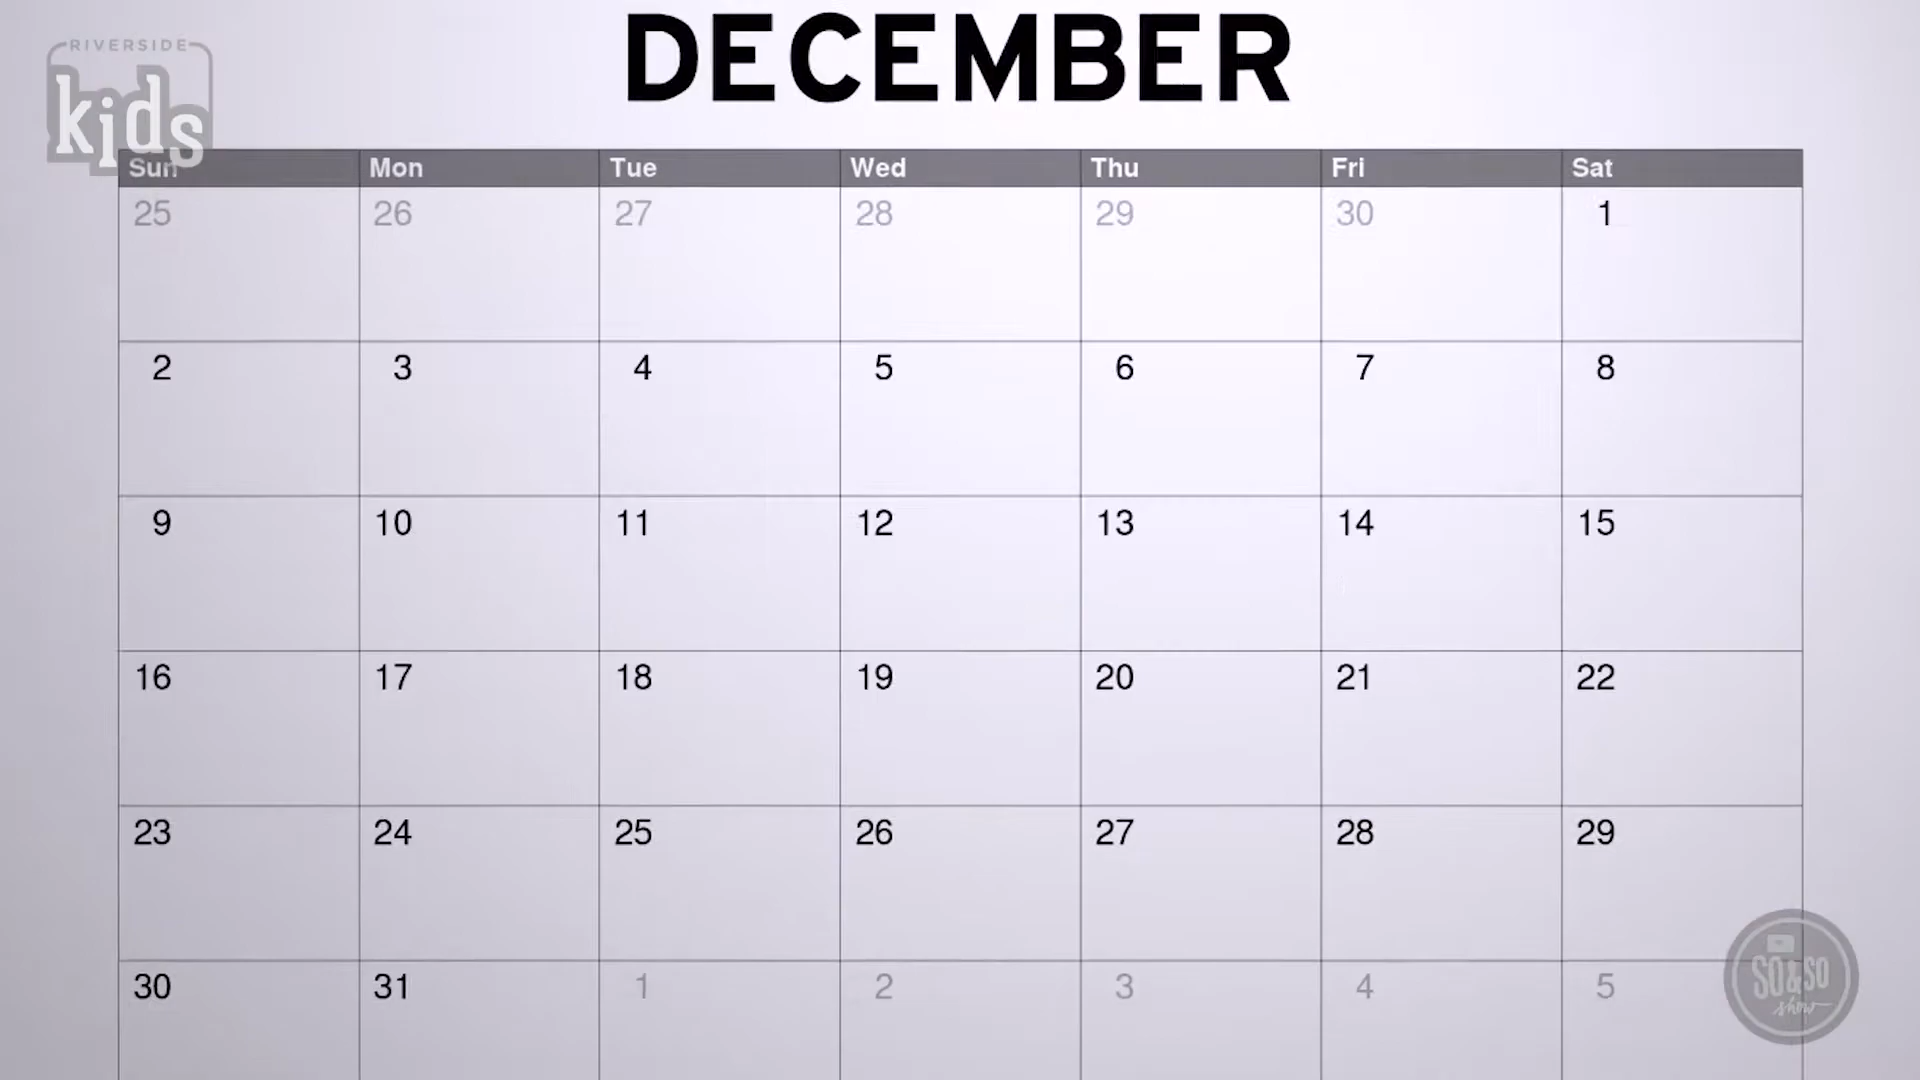 DECEMBER
RIVERSIDE
kids
Sun Mon Tue Wed Thu Fri Sat
25 26 27 28 29 30 1
2 3 4 5 6 7 8
9 10 11 12 13 14 15
16 17 18 19 20 21 22
23 24 25 26 27 28 29
30 31 1 2 3 4 5
SO&SO
show